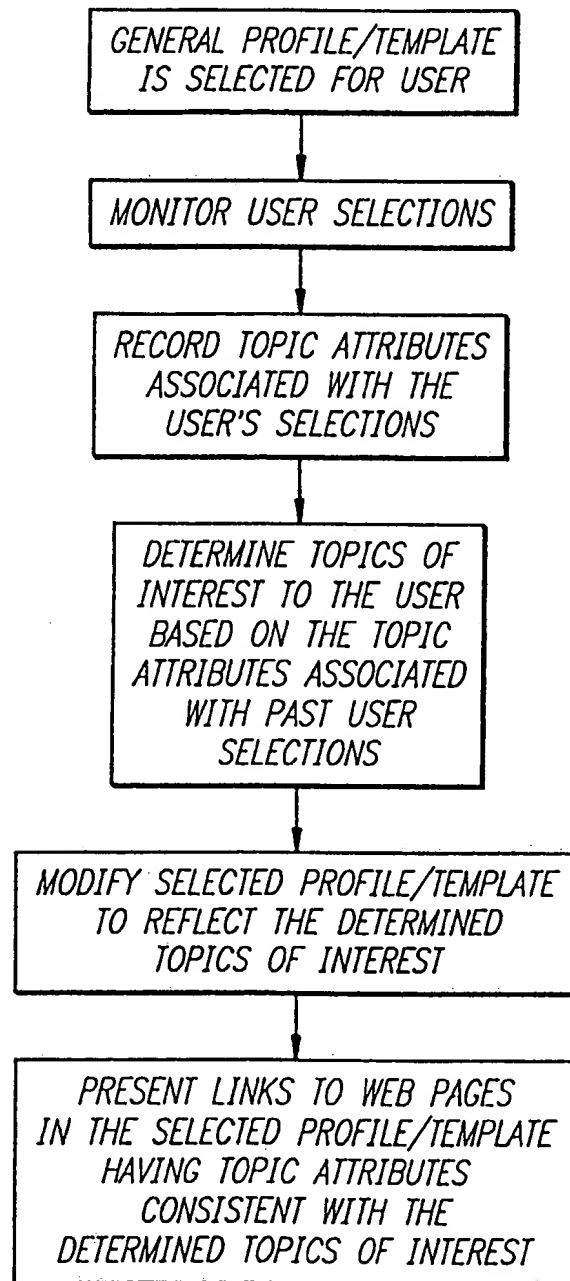 GENERAL PROFILE/TEMPLATE
IS SELECTED FOR USER
MONITOR USER SELECTIONS
RECORD TOPIC ATTRIBUTES
ASSOCIATED WITH THE
USER'S SELECTIONS
DETERMINE TOPICS OF
INTEREST TO THE USER
BASED ON THE TOPIC
ATTRIBUTES ASSOCIATED
WITH PAST USER
SELECTIONS
MODIFY SELECTED PROFILE/TEMPLATE
TO REFLECT THE DETERMINED
TOPICS OF INTEREST
PRESENT LINKS TO WEB PAGES
IN THE SELECTED PROFILE/TEMPLATE
HAVING TOPIC ATTRIBUTES
CONSISTENT WITH THE
DETERMINED TOPICS OF INTEREST